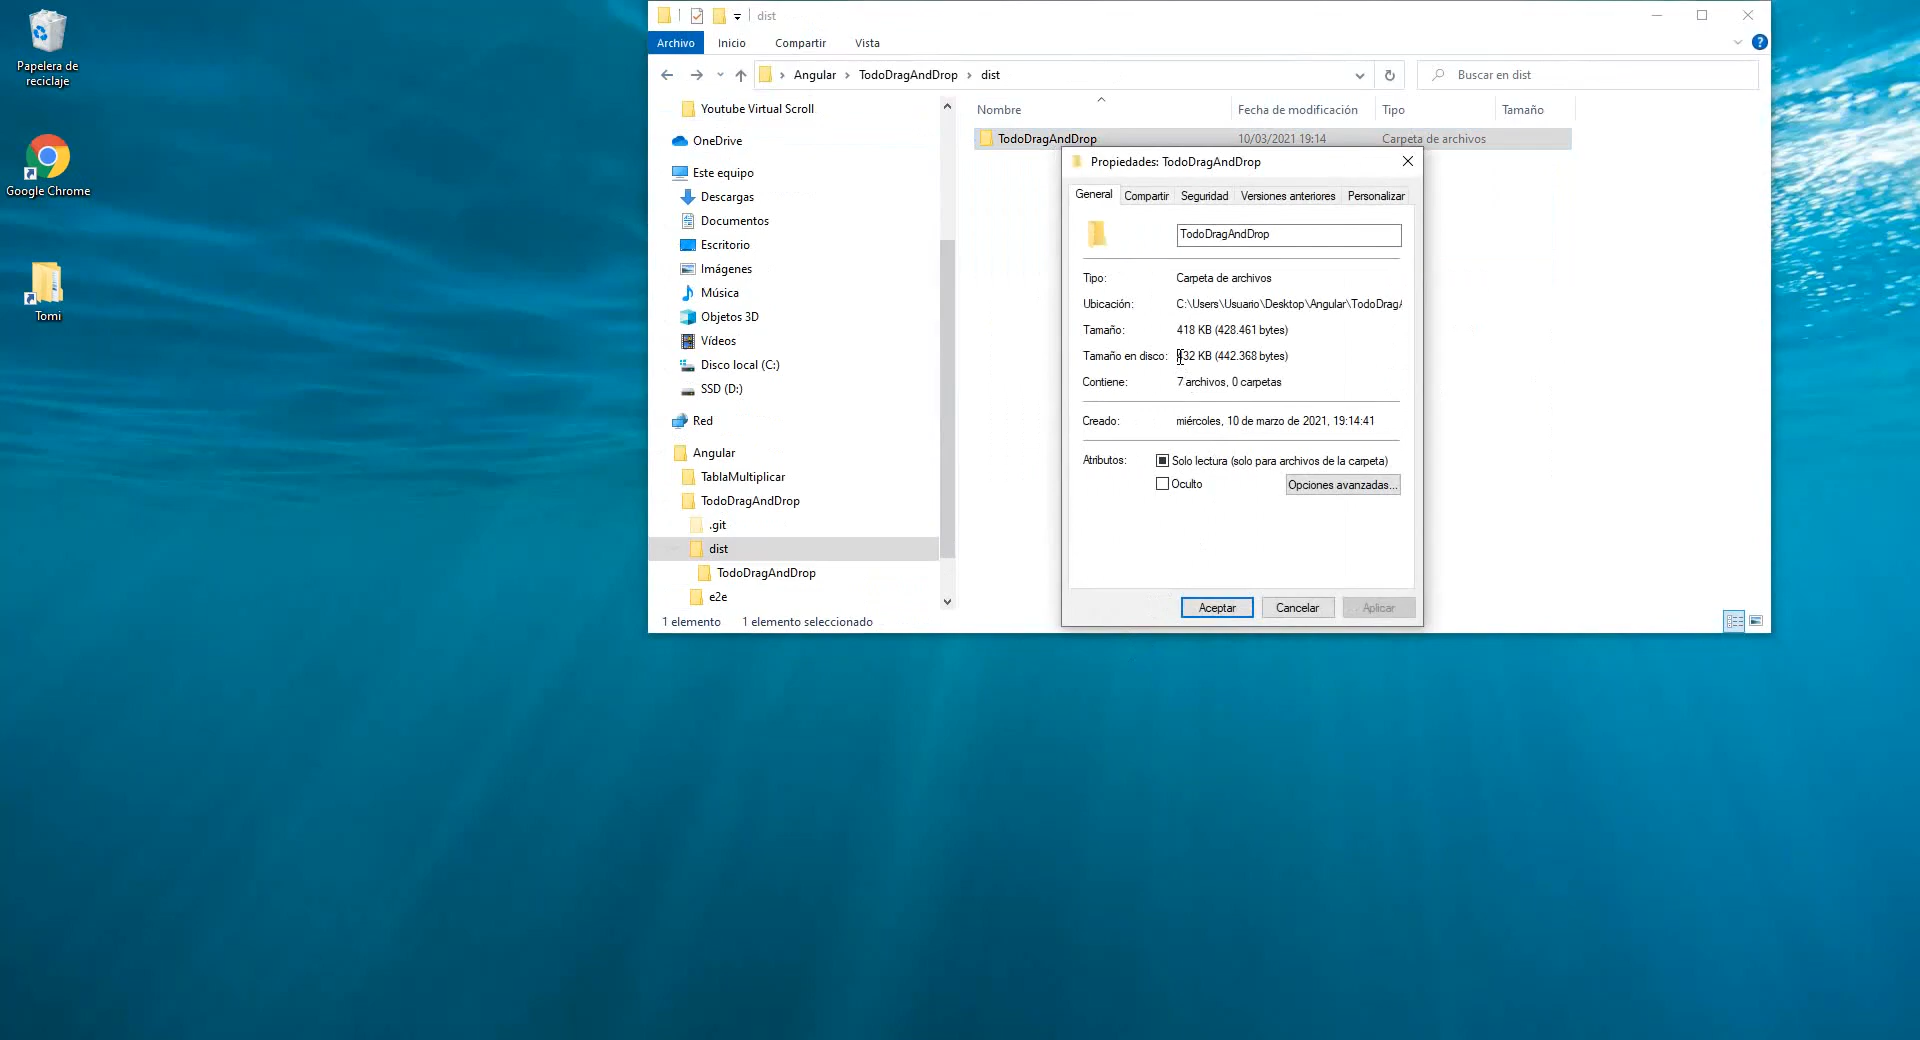 Papelera de
reciclaje
Google Chrome
Tomi
dist
Archivo Inicio Compartir Vista
Angular TodoDragAndDrop dist
Buscar en dist
Youtube Virtual Scroll
OneDrive
Este equipo
Descargas
Documentos
Escritorio
Imágenes
Música
Objetos 3D
Vídeos
Disco local (C:)
SSD (D:)
Red
Angular
TablaMultiplicar
TodoDragAndDrop
.git
dist
TodoDragAndDrop
e2e
Nombre Fecha de modificación Tipo Tamaño
TodoDragAndDrop 10/03/2021 19:14 Carpeta de archivos
Propiedades: TodoDragAndDrop
General Compartir Seguridad Versiones anteriores Personalizar
TodoDragAndDrop
Tipo: Carpeta de archivos
Ubicación: C:\Users\Usuario\Desktop\Angular\TodoDrag
Tamaño: 418 KB (428.461 bytes)
Tamaño en disco: 432 KB (442.368 bytes)
Contiene: 7 archivos, 0 carpetas
Creado: miércoles, 10 de marzo de 2021, 19:14:41
Atributos: Solo lectura (solo para archivos de la carpeta)
Oculto Opciones avanzadas...
Aceptar Cancelar Aplicar
1 elemento 1 elemento seleccionado